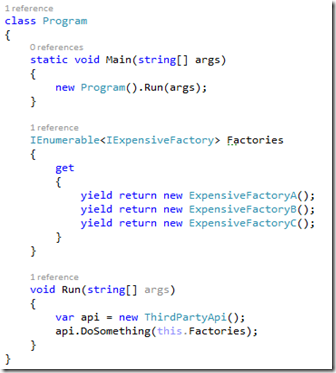 1 reference
class Program
{
0 references
static void Main(string[] args)
{
new Program().Run(args);
}
1 reference
IEnumerable<IExpensiveFactory> Factories
{
get
{
yield return new ExpensiveFactoryA();
yield return new ExpensiveFactoryB();
yield return new ExpensiveFactoryC();
}
}
1 reference
void Run(string[] args)
{
var api = new ThirdPartyApi();
api.DoSomething(this.Factories);
}
}